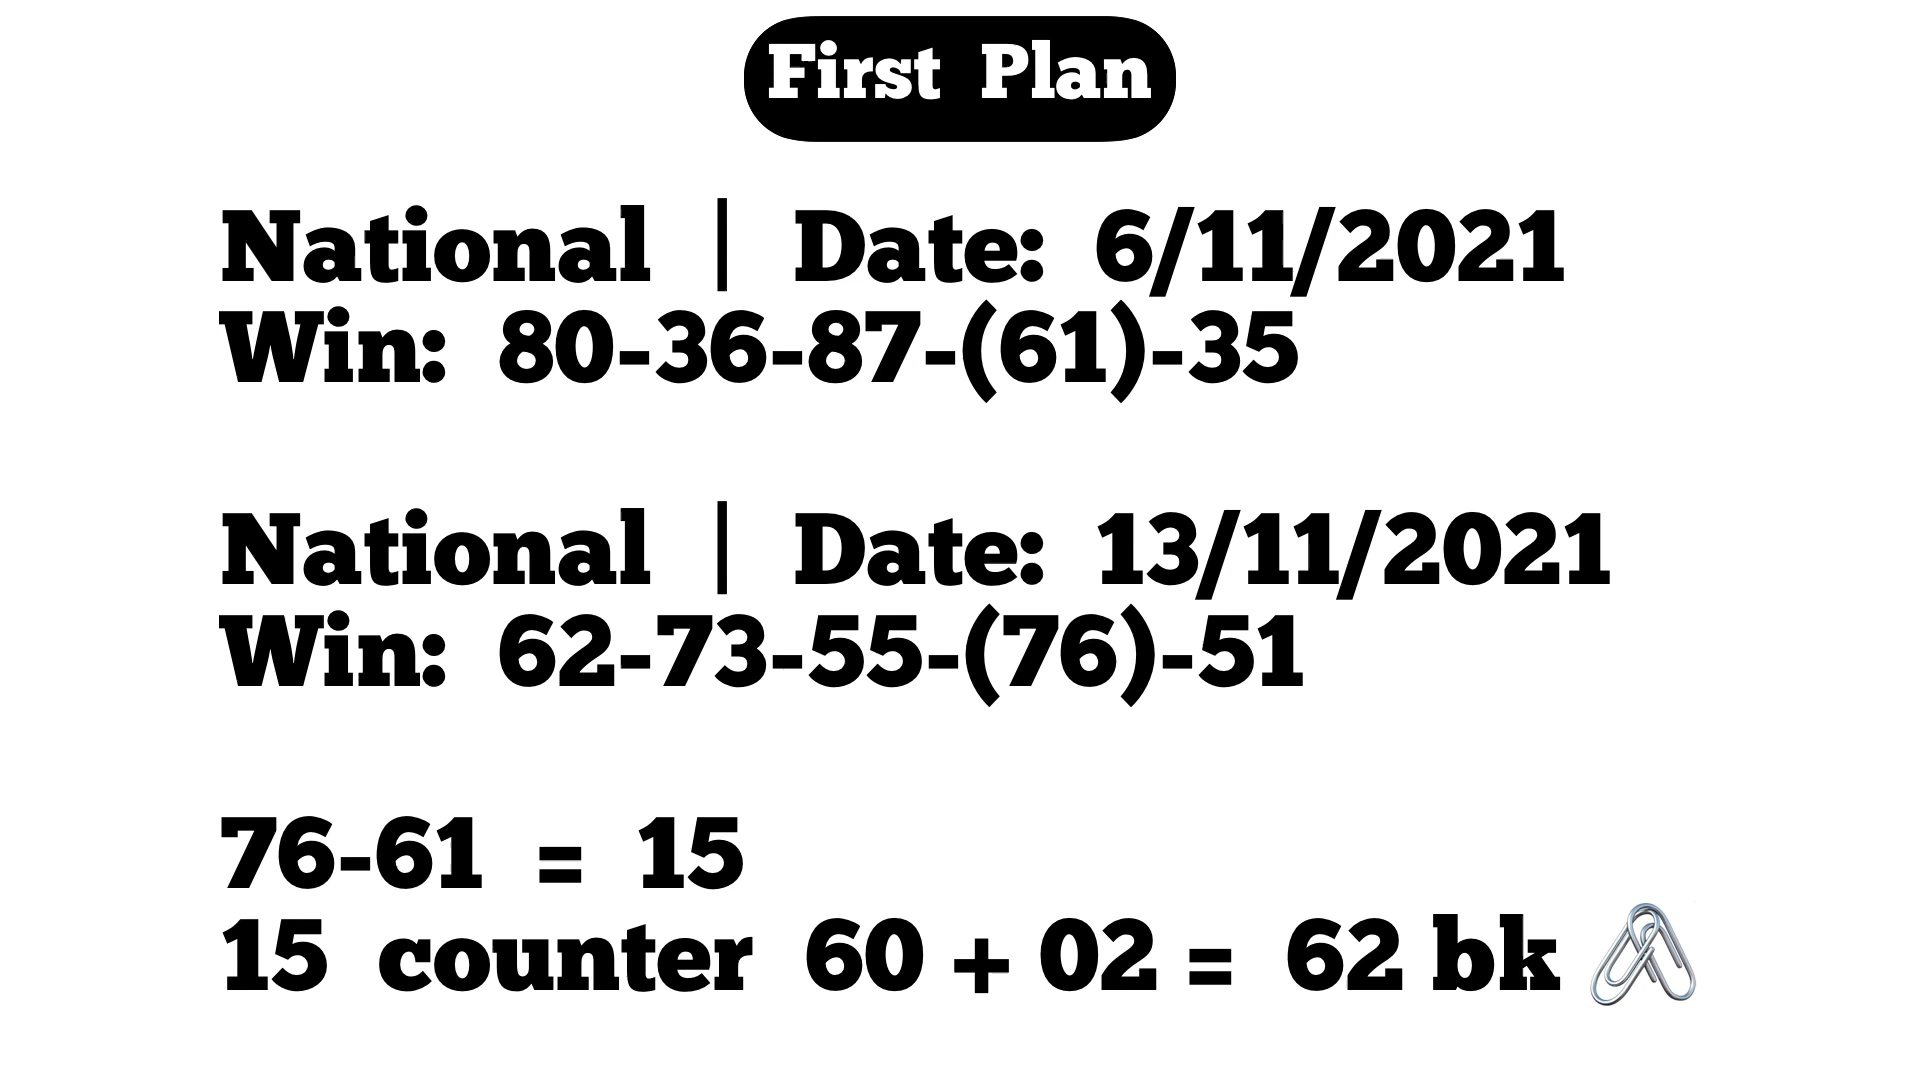 First Plan
National | Date: 6/11/2021
Win: 80-36-87-(61)-35
National | Date: 13/11/2021
Win: 62-73-55-(76)-51
76-61 = 15
15 counter 60 + 02 = 62 bk